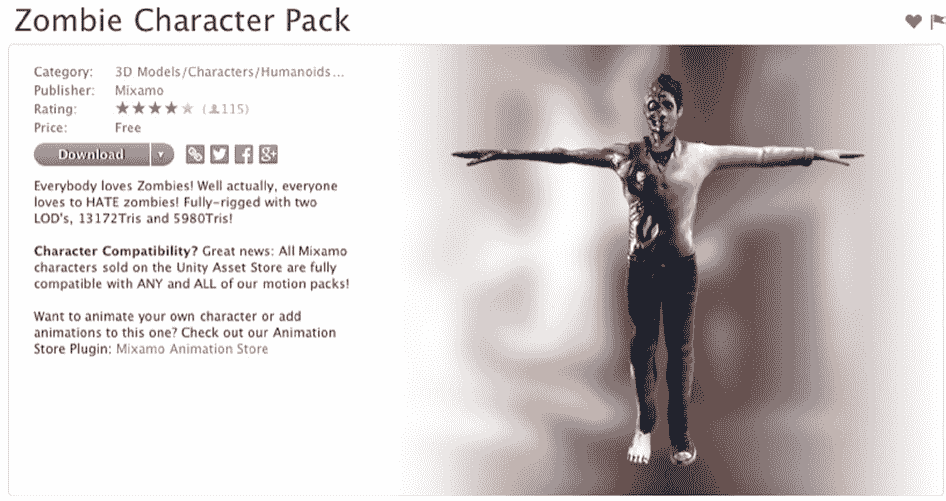 Zombie Character Pack
Category: 3D Models/Characters/Humanoids...
Publisher: Mixamo
Rating: ★★★★★ (115)
Price: Free
Download
Everybody loves Zombies! Well actually, everyone
loves to HATE zombies! Fully-rigged with two
LOD's, 13172Tris and 5980Tris!
Character Compatibility? Great news: All Mixamo
characters sold on the Unity Asset Store are fully
compatible with ANY and ALL of our motion packs!
Want to animate your own character or add
animations to this one? Check out our Animation
Store Plugin: Mixamo Animation Store